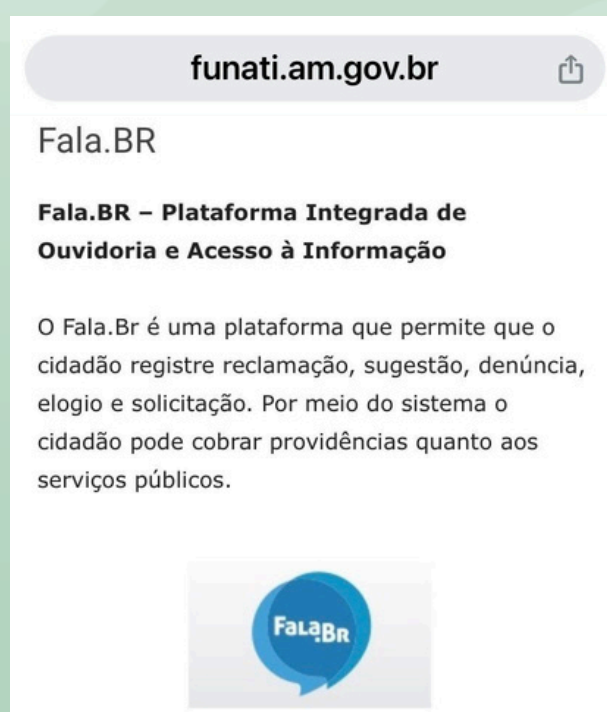 funati.am.gov.br
Fala.BR
Fala.BR – Plataforma Integrada de
Ouvidoria e Acesso à Informação
O Fala.Br é uma plataforma que permite que o
cidadão registre reclamação, sugestão, denúncia,
elogio e solicitação. Por meio do sistema o
cidadão pode cobrar providências quanto aos
serviços públicos.
Fala.BR